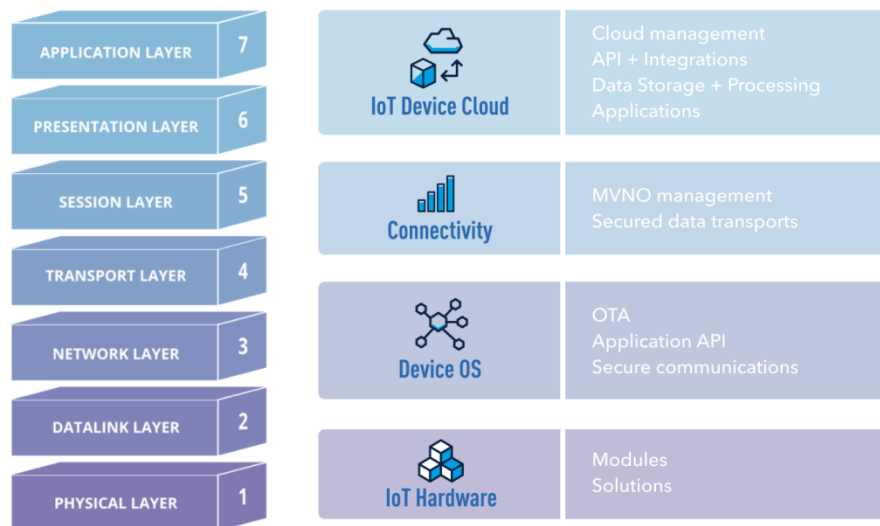 APPLICATION LAYER 7
PRESENTATION LAYER 6
SESSION LAYER 5
TRANSPORT LAYER 4
NETWORK LAYER 3
DATALINK LAYER 2
PHYSICAL LAYER 1
IoT Device Cloud
Cloud management
API + Integrations
Data Storage + Processing
Applications
Connectivity
MVNO management
Secured data transports
Device OS
OTA
Application API
Secure communications
IoT Hardware
Modules
Solutions